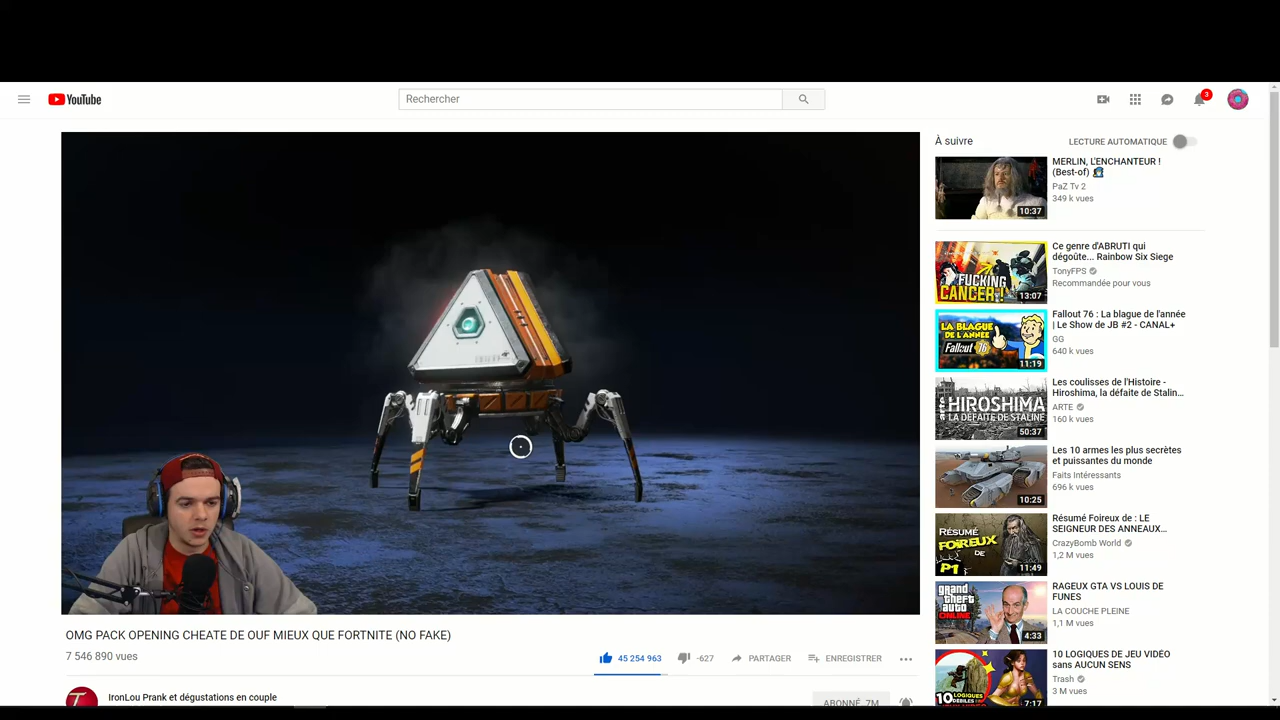 YouTube
Rechercher
3
À suivre
LECTURE AUTOMATIQUE
10:37
MERLIN, L'ENCHANTEUR !
(Best-of)
PaZ Tv 2
349 k vues
FUCKING
CANCER !
13:07
Ce genre d'ABRUTI qui
dégoûte... Rainbow Six Siege
TonyFPS
Recommandée pour vous
LA BLAGUE
DE L'ANNÉE
Fallout 76
11:19
Fallout 76 : La blague de l'année
| Le Show de JB #2 - CANAL+
GG
640 k vues
arte
HIROSHIMA
LA DÉFAITE DE STALINE
50:37
Les coulisses de l'Histoire -
Hiroshima, la défaite de Stalin…
ARTE
160 k vues
10:25
Les 10 armes les plus secrètes
et puissantes du monde
Faits Intéressants
696 k vues
RÉSUMÉ
FOIREUX
DE
P1
11:49
Résumé Foireux de : LE
SEIGNEUR DES ANNEAUX…
CrazyBomb World
1,2 M vues
grand
theft
auto
ONLINE
4:33
RAGEUX GTA VS LOUIS DE
FUNES
LA COUCHE PLEINE
1,1 M vues
10 LOGIQUES
7:17
10 LOGIQUES DE JEU VIDÉO
sans AUCUN SENS
Trash
3 M vues
OMG PACK OPENING CHEATE DE OUF MIEUX QUE FORTNITE (NO FAKE)
7 546 890 vues
45 254 963
-627
PARTAGER
ENREGISTRER
IronLou Prank et dégustations en couple
ABONNÉ 7M